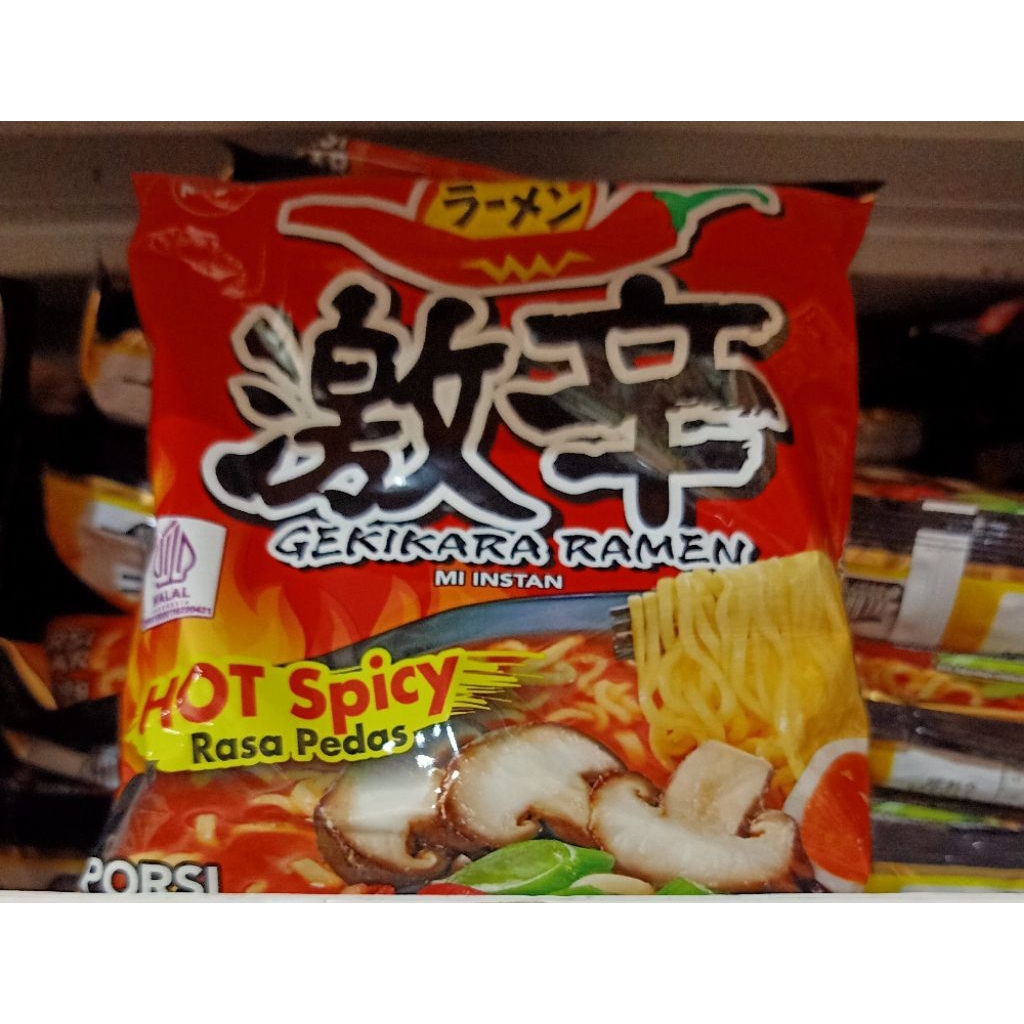 ラーメン
激辛
GEKIKARA RAMEN
MI INSTAN
HALAL
HOT Spicy
Rasa Pedas
PORSI